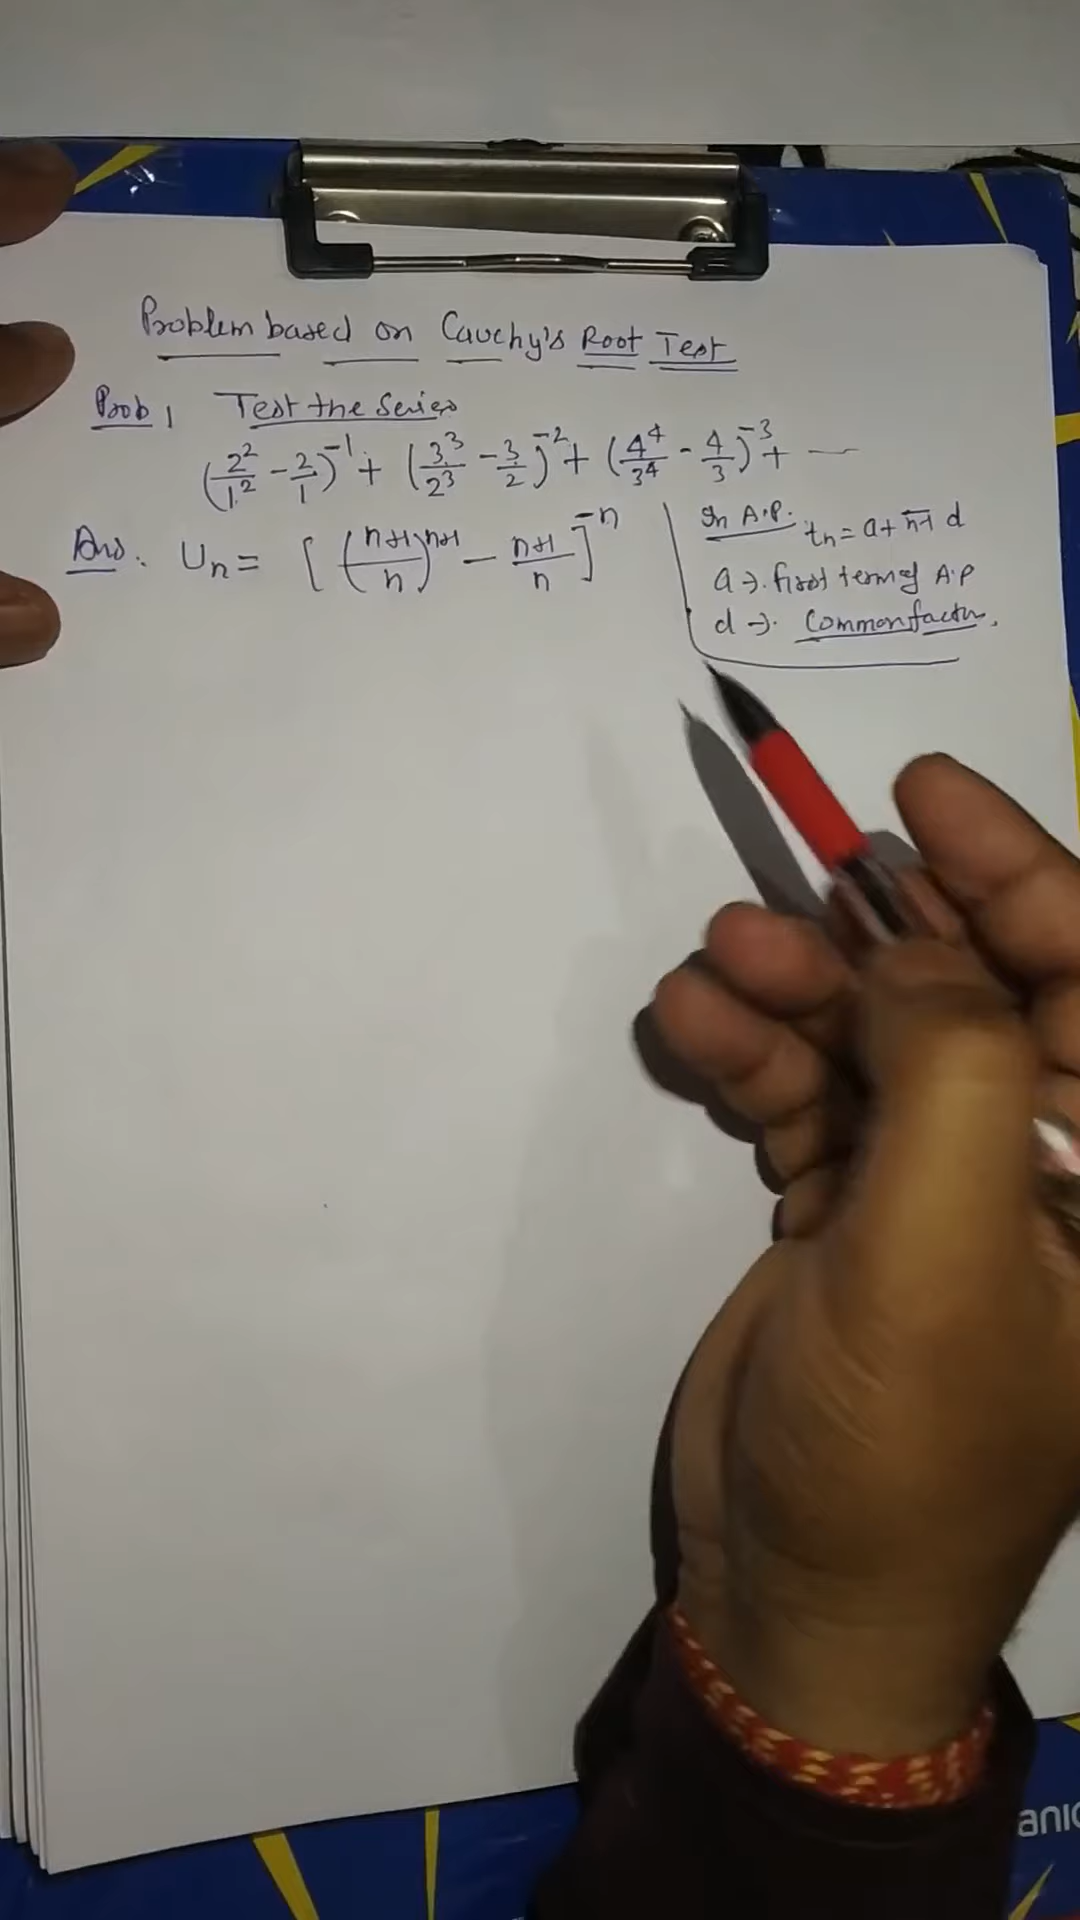 Problem based on Cauchy's Root Test
Prob 1 Test the Series
(2²/1² - 2/1)⁻¹ + (3³/2³ - 3/2)⁻² + (4⁴/3⁴ - 4/3)⁻³ + ---
Ans. Uₙ = [((n+1)/n)ⁿ⁺¹ - (n+1)/n]⁻ⁿ
In A.P. tₙ = a + n-1 d
a → first term of A.P
d → Common factor.
anic